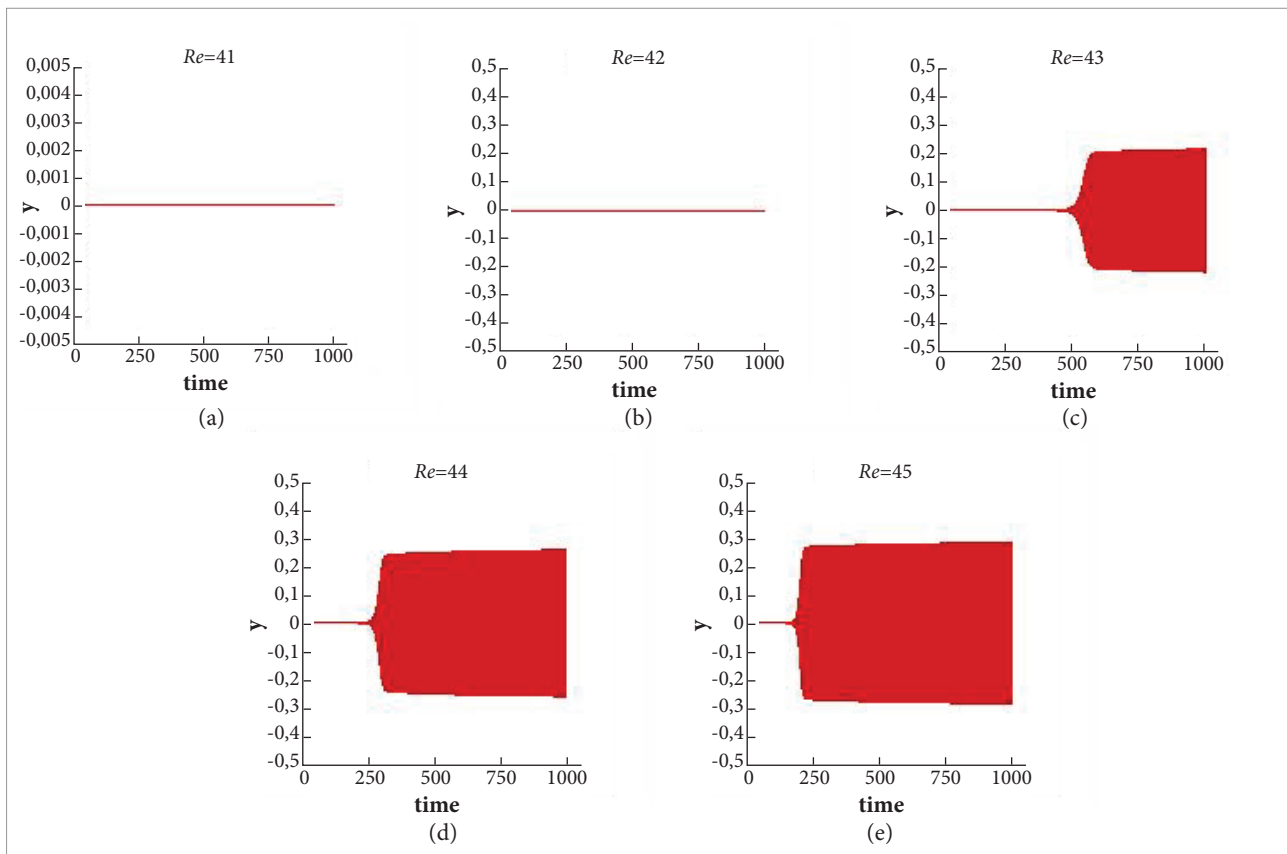 Re=41
0,005
0,004
0,003
0,002
0,001
0
-0,001
-0,002
-0,003
-0,004
-0,005
y
0 250 500 750 1000
time
(a)
Re=42
0,5
0,4
0,3
0,2
0,1
0
-0,1
-0,2
-0,3
-0,4
-0,5
y
0 250 500 750 1000
time
(b)
Re=43
0,5
0,4
0,3
0,2
0,1
0
-0,1
-0,2
-0,3
-0,4
-0,5
y
0 250 500 750 1000
time
(c)
Re=44
0,5
0,4
0,3
0,2
0,1
0
-0,1
-0,2
-0,3
-0,4
-0,5
y
0 250 500 750 1000
time
(d)
Re=45
0,5
0,4
0,3
0,2
0,1
0
-0,1
-0,2
-0,3
-0,4
-0,5
y
0 250 500 750 1000
time
(e)